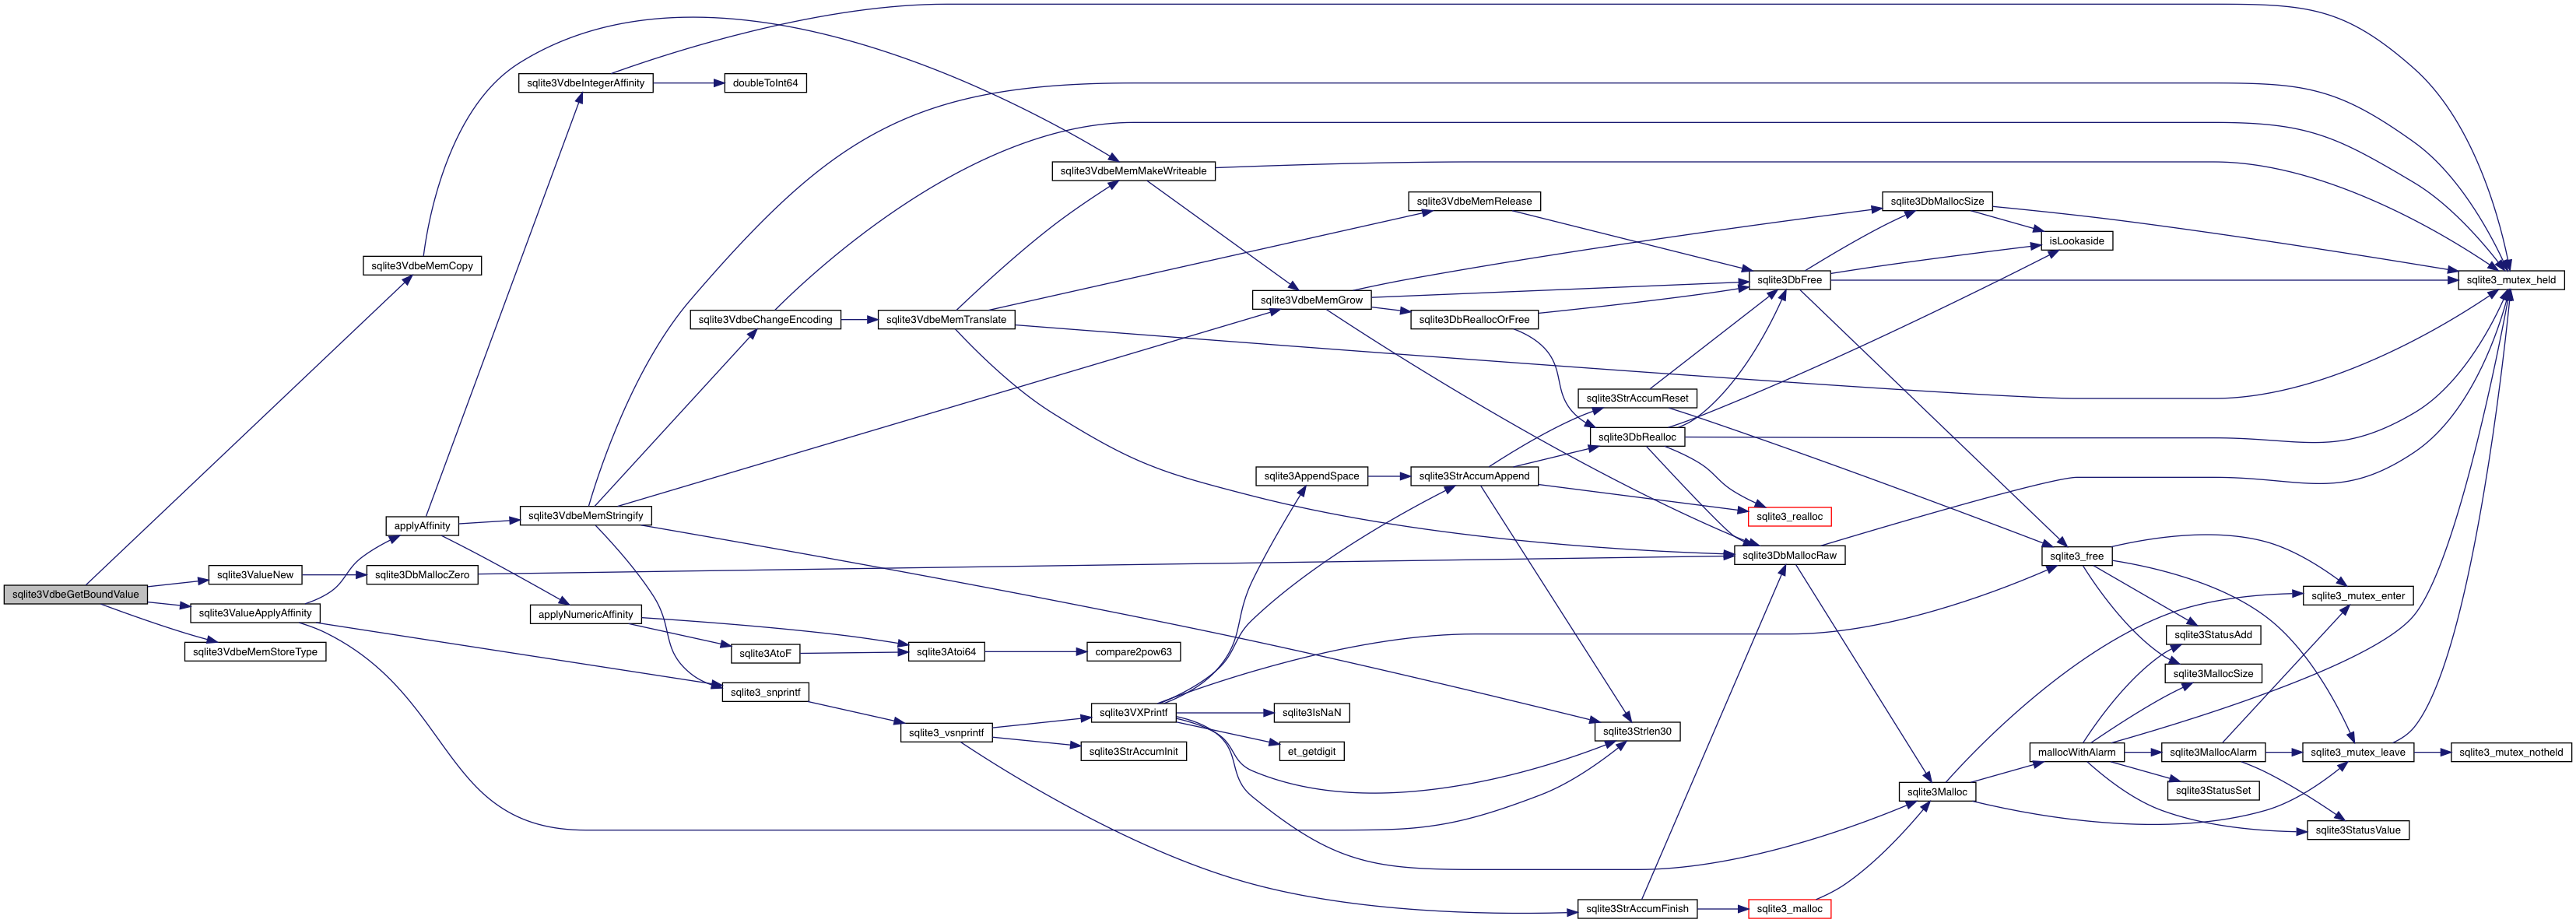 sqlite3VdbeIntegerAffinity
doubleToInt64
sqlite3VdbeMemMakeWriteable
sqlite3VdbeMemRelease
sqlite3DbMallocSize
isLookaside
sqlite3VdbeMemCopy
sqlite3DbFree
sqlite3_mutex_held
sqlite3VdbeMemGrow
sqlite3VdbeChangeEncoding
sqlite3VdbeMemTranslate
sqlite3DbReallocOrFree
sqlite3StrAccumReset
sqlite3DbRealloc
sqlite3AppendSpace
sqlite3StrAccumAppend
applyAffinity
sqlite3VdbeMemStringify
sqlite3_realloc
sqlite3DbMallocRaw
sqlite3_free
sqlite3ValueNew
sqlite3DbMallocZero
sqlite3VdbeGetBoundValue
sqlite3_mutex_enter
sqlite3ValueApplyAffinity
applyNumericAffinity
sqlite3StatusAdd
sqlite3VdbeMemStoreType
sqlite3AtoF
sqlite3Atoi64
compare2pow63
sqlite3MallocSize
sqlite3_snprintf
sqlite3VXPrintf
sqlite3IsNaN
sqlite3_vsnprintf
sqlite3Strlen30
sqlite3StrAccumInit
et_getdigit
mallocWithAlarm
sqlite3MallocAlarm
sqlite3_mutex_leave
sqlite3_mutex_notheld
sqlite3Malloc
sqlite3StatusSet
sqlite3StatusValue
sqlite3StrAccumFinish
sqlite3_malloc